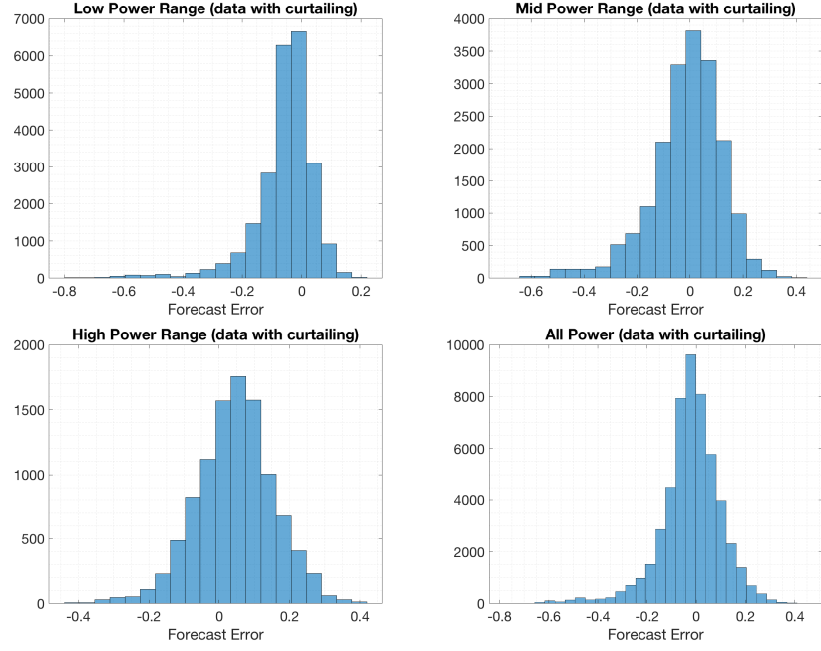 Low Power Range (data with curtailing)
7000
6000
5000
4000
3000
2000
1000
0
-0.8 -0.6 -0.4 -0.2 0 0.2
Forecast Error
Mid Power Range (data with curtailing)
4000
3500
3000
2500
2000
1500
1000
500
0
-0.6 -0.4 -0.2 0 0.2 0.4
Forecast Error
High Power Range (data with curtailing)
2000
1500
1000
500
0
-0.4 -0.2 0 0.2 0.4
Forecast Error
All Power (data with curtailing)
10000
8000
6000
4000
2000
0
-0.8 -0.6 -0.4 -0.2 0 0.2 0.4
Forecast Error